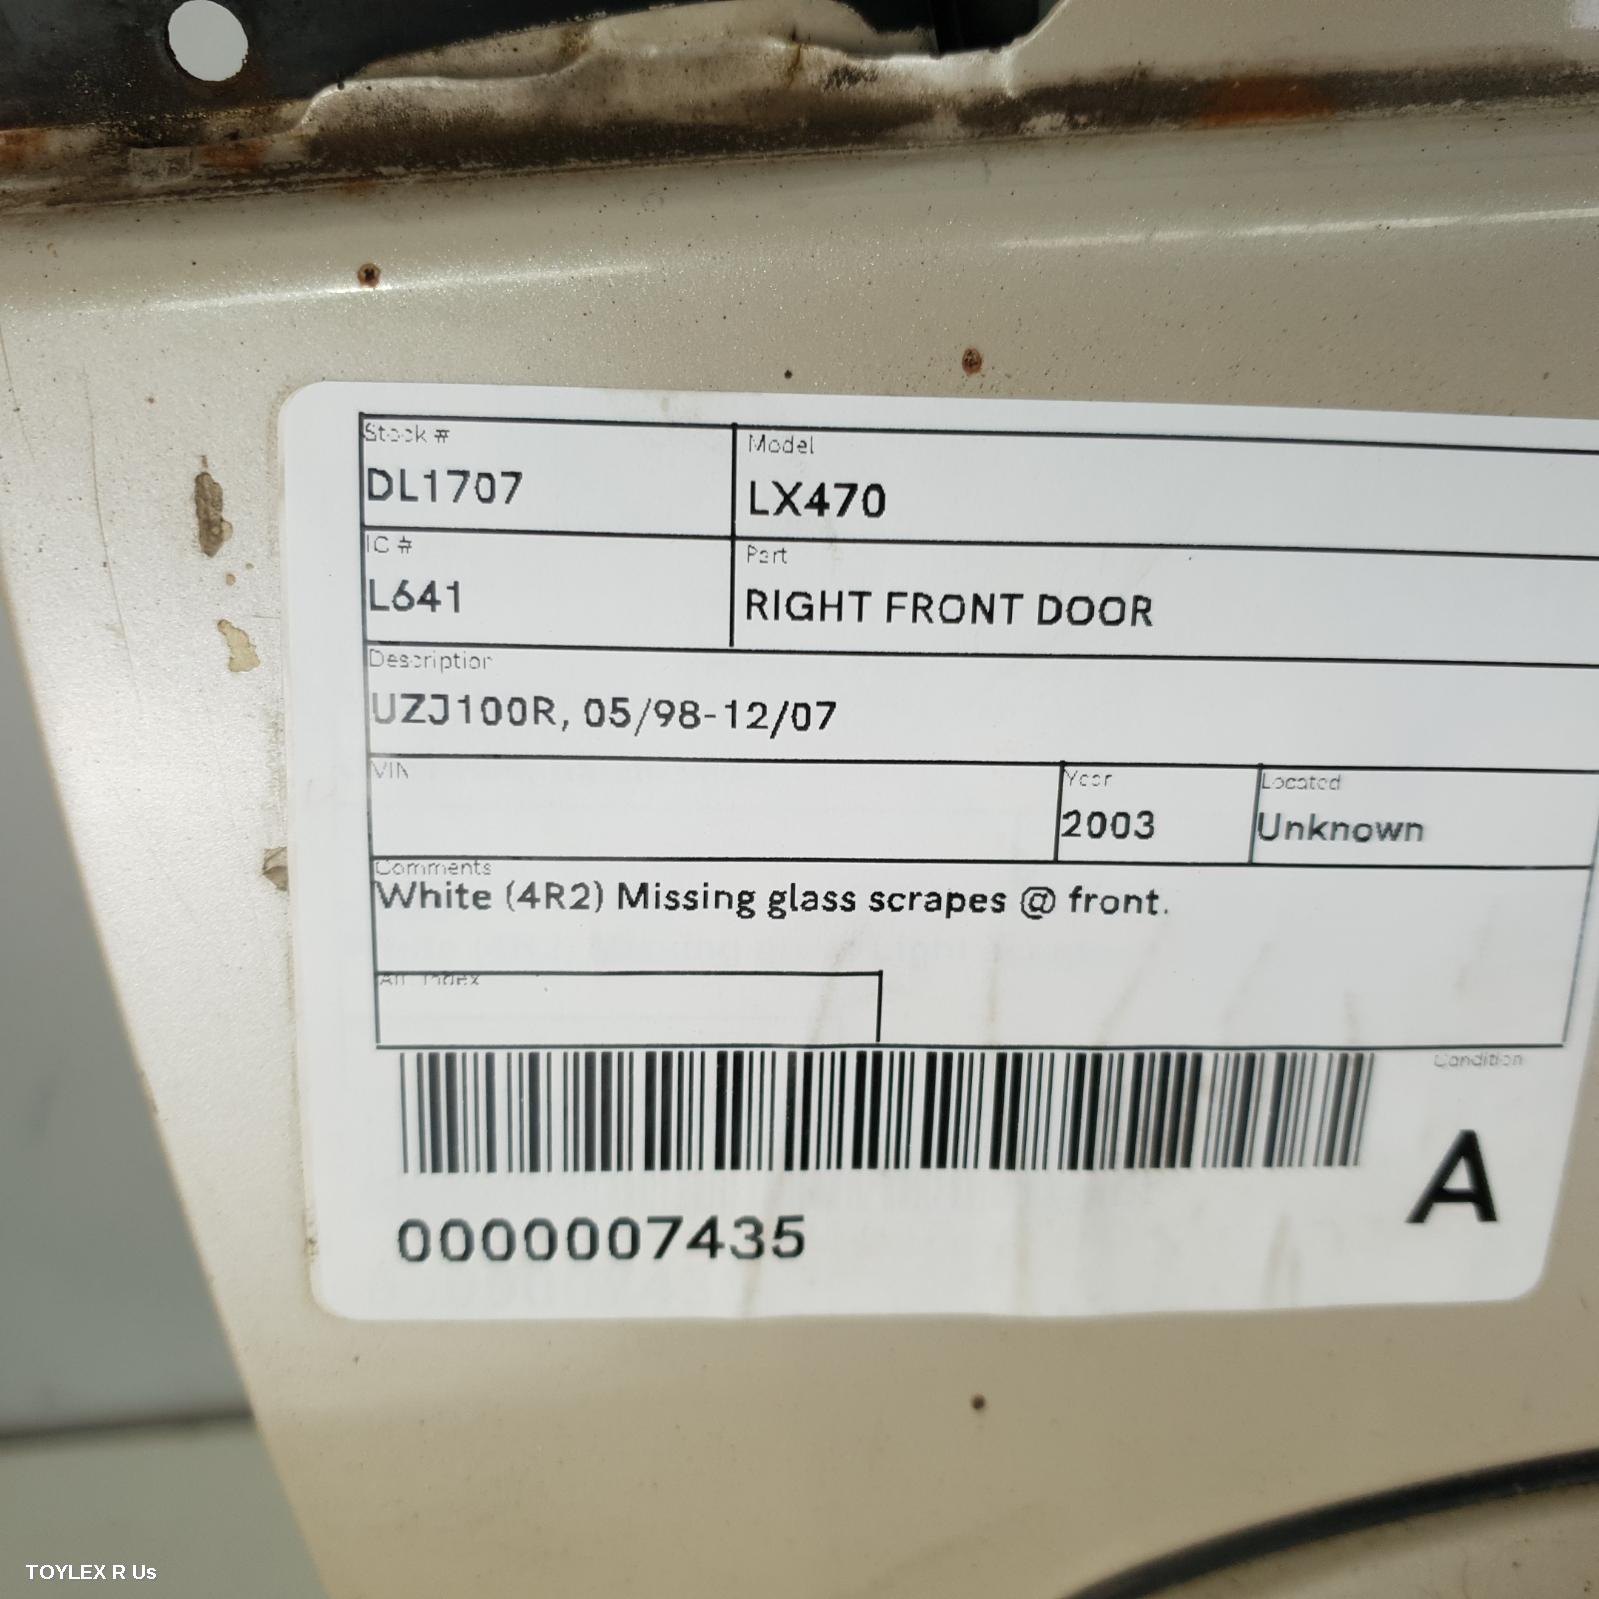 Stock #
Model
DL1707
LX470
IC #
Part
L641
RIGHT FRONT DOOR
Description
UZJ100R, 05/98-12/07
VIN
Year
Located
2003
Unknown
Comments
White (4R2) Missing glass scrapes @ front.
Index
Condition
A
0000007435
TOYLEX R Us